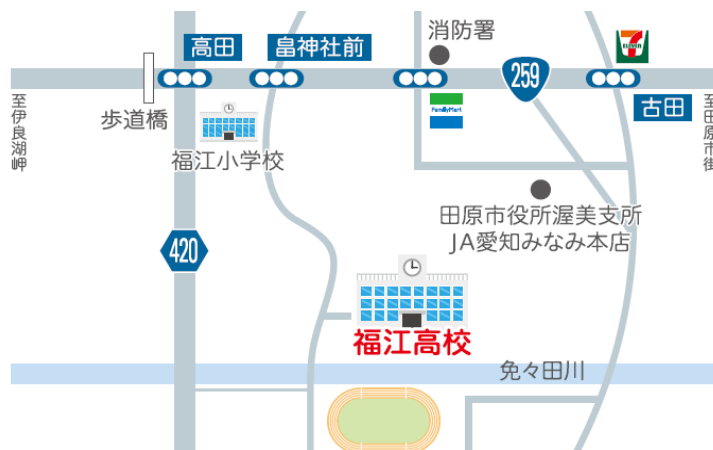 消防署
高田
畠神社前
7
ELEVEN
259
FamilyMart
古田
至伊良湖岬
歩道橋
至田原市街
福江小学校
田原市役所渥美支所
JA愛知みなみ本店
420
福江高校
免々田川